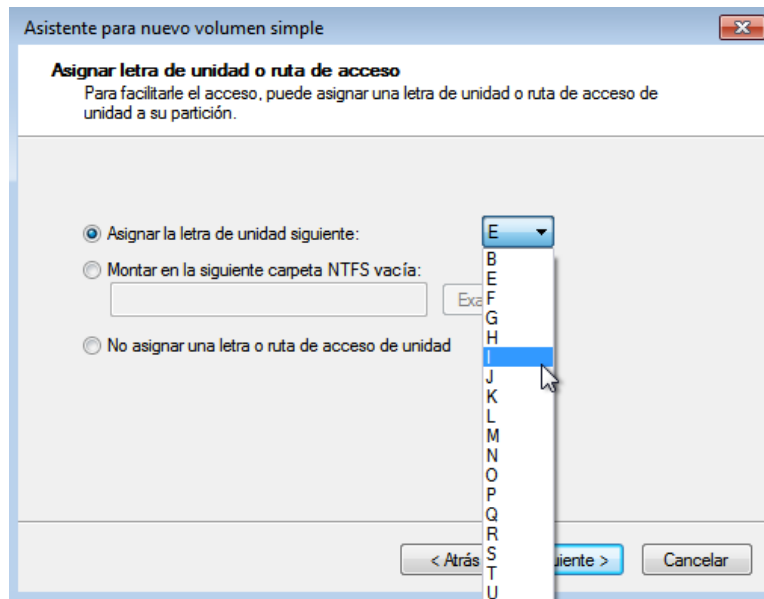 Asistente para nuevo volumen simple
Asignar letra de unidad o ruta de acceso
Para facilitarle el acceso, puede asignar una letra de unidad o ruta de acceso de
unidad a su partición.
Asignar la letra de unidad siguiente:
E
Montar en la siguiente carpeta NTFS vacía:
Exa
No asignar una letra o ruta de acceso de unidad
B
E
F
G
H
I
J
K
L
M
N
O
P
Q
R
S
T
U
< Atrás
uiente >
Cancelar